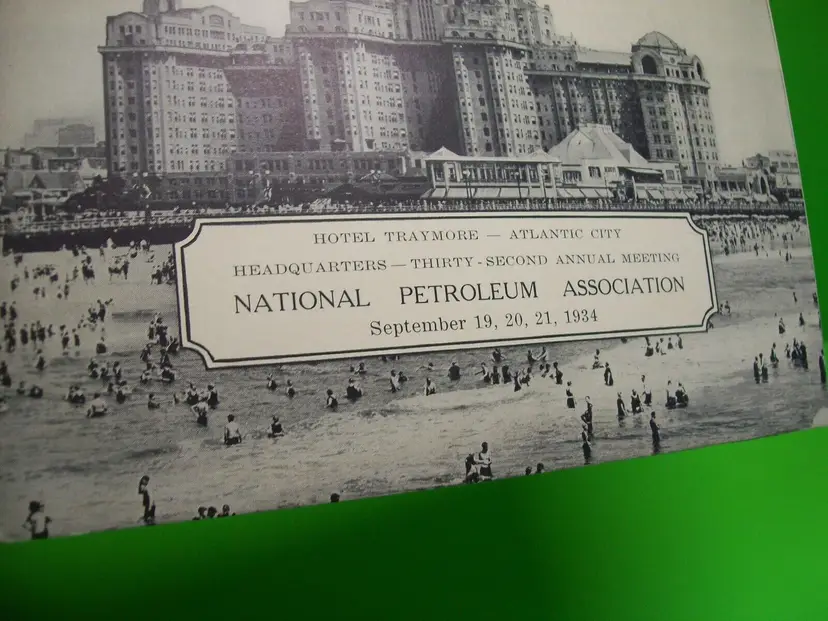 HOTEL TRAYMORE — ATLANTIC CITY
HEADQUARTERS — THIRTY-SECOND ANNUAL MEETING
NATIONAL PETROLEUM ASSOCIATION
September 19, 20, 21, 1934